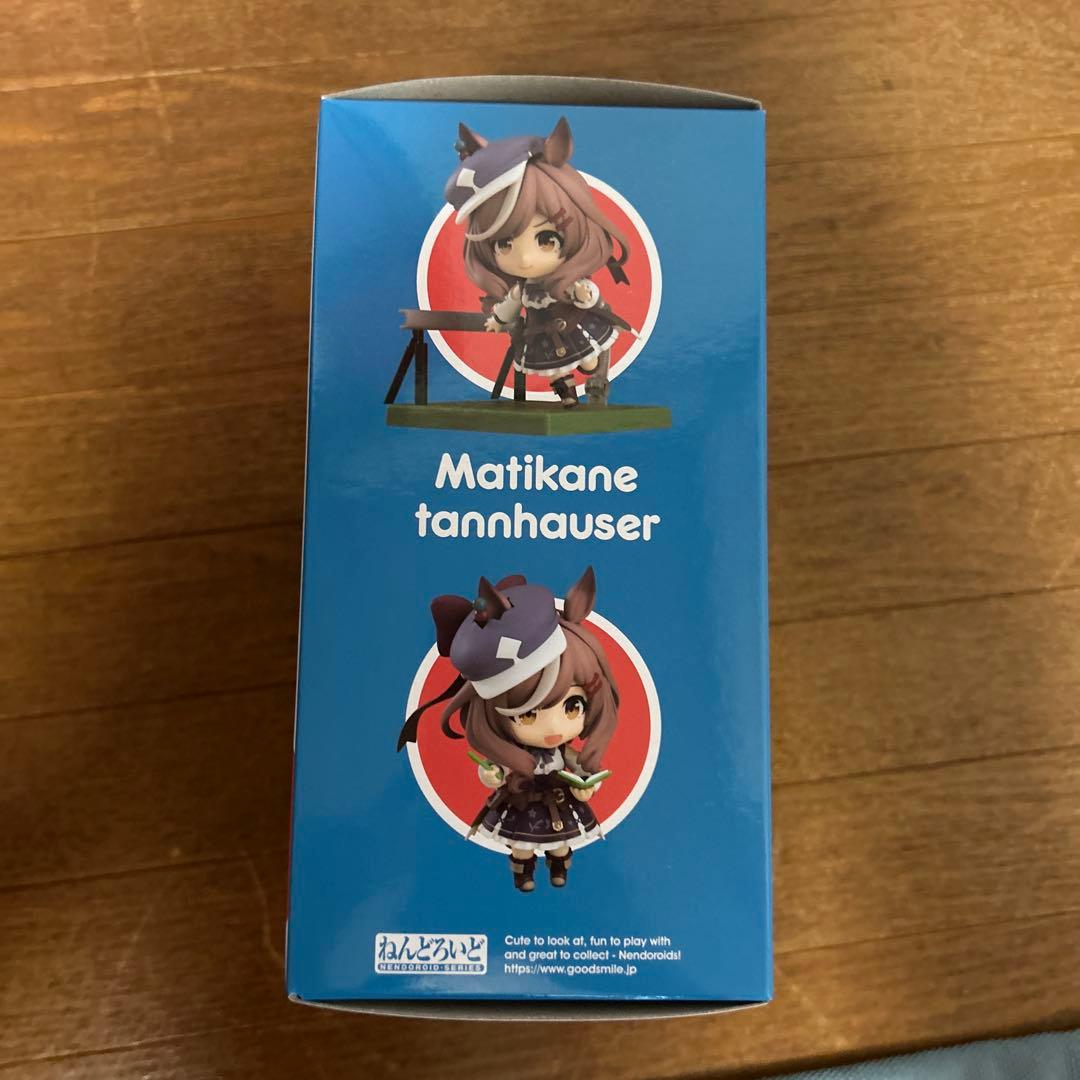 Matikane
tannhauser
ねんどろいど
NENDOROID·SERIES
Cute to look at, fun to play with
and great to collect - Nendoroids!
https://www.goodsmile.jp